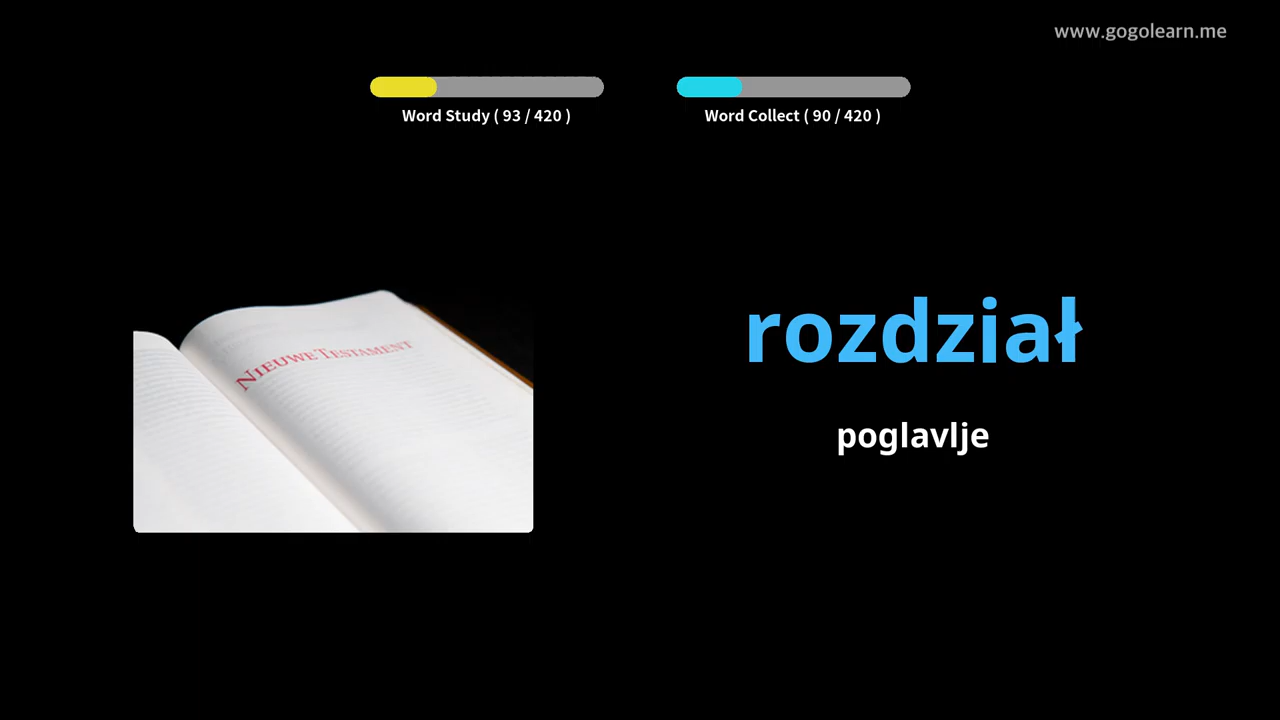 www.gogolearn.me
Word Study ( 93 / 420 )
Word Collect ( 90 / 420 )
NIEUWE TESTAMENT
rozdział
poglavlje